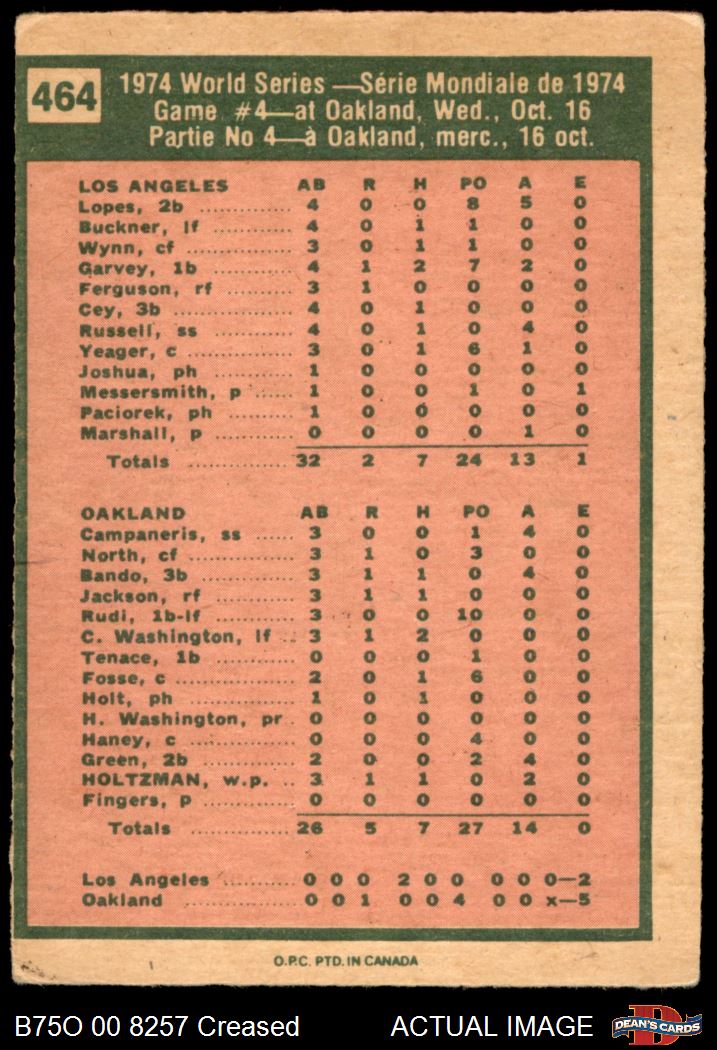 464
1974 World Series —Série Mondiale de 1974
Game #4—at Oakland, Wed., Oct. 16
Partie No 4—à Oakland, merc., 16 oct.
LOS ANGELES AB R H PO A E
Lopes, 2b .............. 4 0 0 8 5 0
Buckner, lf ............ 4 0 1 1 0 0
Wynn, cf ............... 3 0 1 1 0 0
Garvey, 1b ............ 4 1 2 7 2 0
Ferguson, rf .......... 3 1 0 0 0 0
Cey, 3b ................ 4 0 1 0 0 0
Russell, ss ............ 4 0 1 0 4 0
Yeager, c .............. 3 0 1 6 1 0
Joshua, ph ............ 1 0 0 0 0 0
Messersmith, p ...... 1 0 0 1 0 1
Paciorek, ph .......... 1 0 0 0 0 0
Marshall, p ............ 0 0 0 0 1 0
Totals ............... 32 2 7 24 13 1
OAKLAND AB R H PO A E
Campaneris, ss ...... 3 0 0 1 4 0
North, cf ................ 3 1 0 3 0 0
Bando, 3b .............. 3 1 1 0 4 0
Jackson, rf ............ 3 1 1 0 0 0
Rudi, 1b-lf ............. 3 0 0 10 0 0
C. Washington, lf .. 3 1 2 0 0 0
Tenace, 1b ............ 0 0 0 1 0 0
Fosse, c ................ 2 0 1 6 0 0
Holt, ph ................ 1 0 1 0 0 0
H. Washington, pr . 0 0 0 0 0 0
Haney, c ............... 0 0 0 4 0 0
Green, 2b .............. 2 0 0 2 4 0
HOLTZMAN, w.p. .. 3 1 1 0 2 0
Fingers, p .............. 0 0 0 0 0 0
Totals ............... 26 5 7 27 14 0
Los Angeles ........... 0 0 0 2 0 0 0 0 0—2
Oakland ................ 0 0 1 0 0 4 0 0 x—5
O.P.C. PTD. IN CANADA
B75O 00 8257 Creased ACTUAL IMAGE DEAN'S CARDS